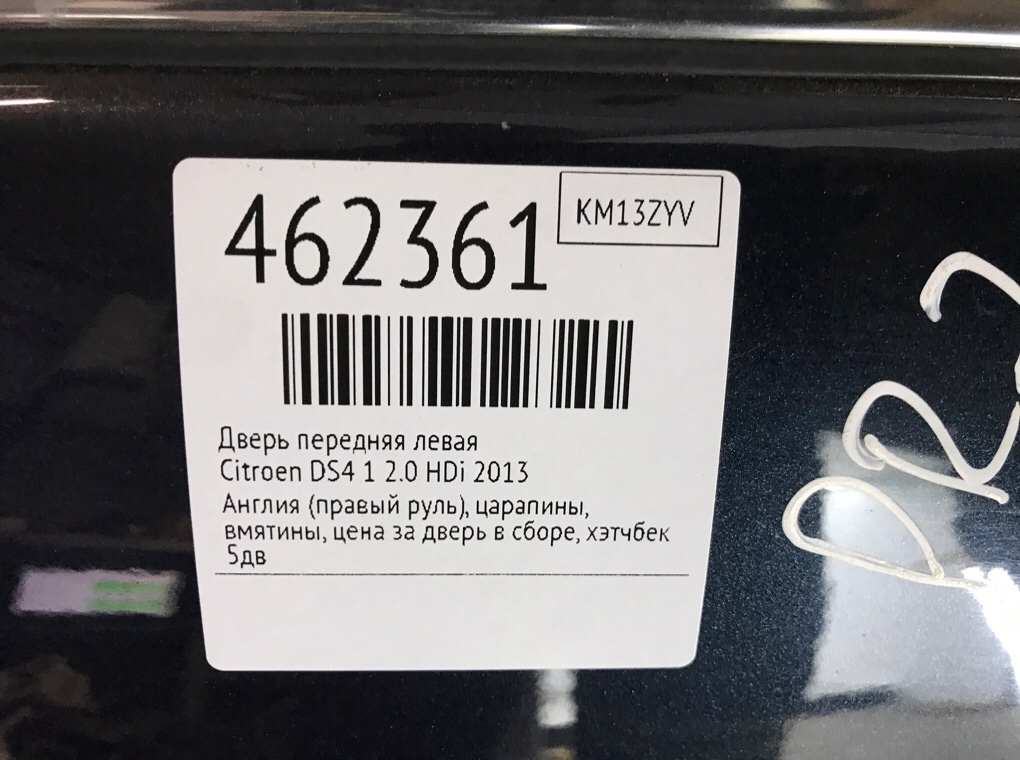 462361
KM13ZYV
Дверь передняя левая
Citroen DS4 1 2.0 HDi 2013
Англия (правый руль), царапины,
вмятины, цена за дверь в сборе, хэтчбек
5дв